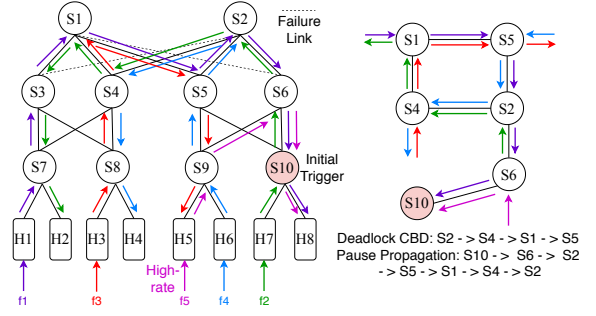 S1
S2
Failure
Link
S3
S4
S5
S6
S7
S8
S9
S10
Initial
Trigger
H1
H2
H3
H4
H5
H6
H7
H8
High-
rate
f1
f3
f5
f4
f2
S1
S5
S4
S2
S6
S10
Deadlock CBD: S2 -> S4 -> S1 -> S5
Pause Propagation: S10 -> S6 -> S2
-> S5 -> S1 -> S4 -> S2